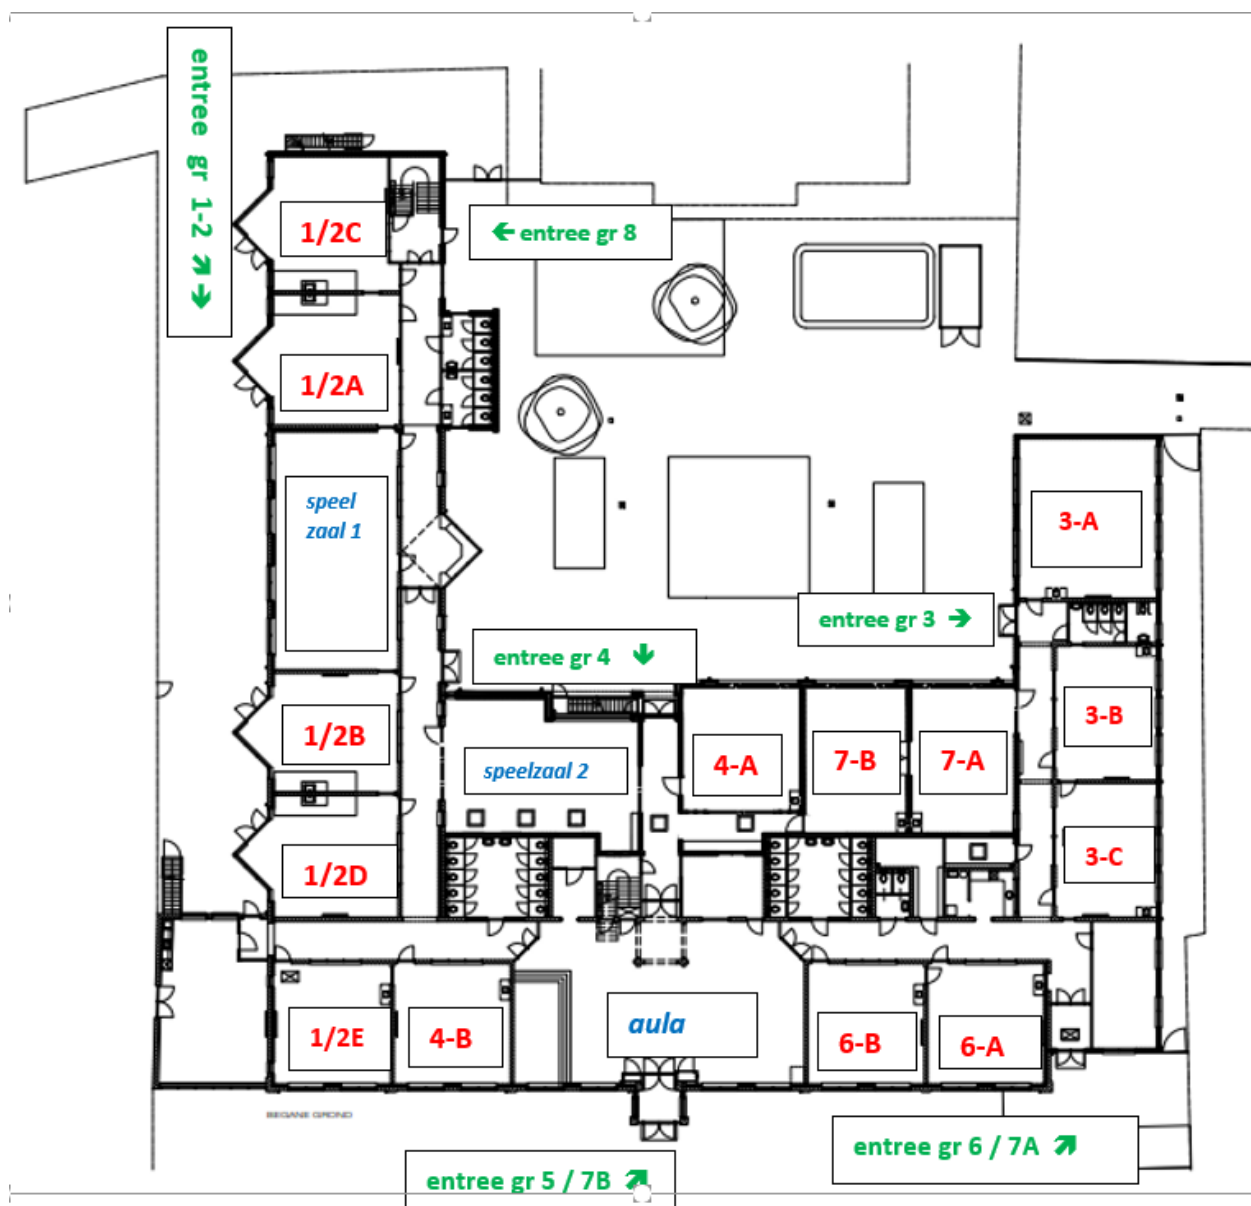 entree gr 1-2 ↘ →
1/2C
← entree gr 8
1/2A
speel
zaal 1
3-A
entree gr 3 →
entree gr 4 ↓
1/2B
speelzaal 2
4-A
7-B
7-A
3-B
1/2D
3-C
1/2E
4-B
aula
6-B
6-A
BEGANE GROND
entree gr 6 / 7A ↗
entree gr 5 / 7B ↗